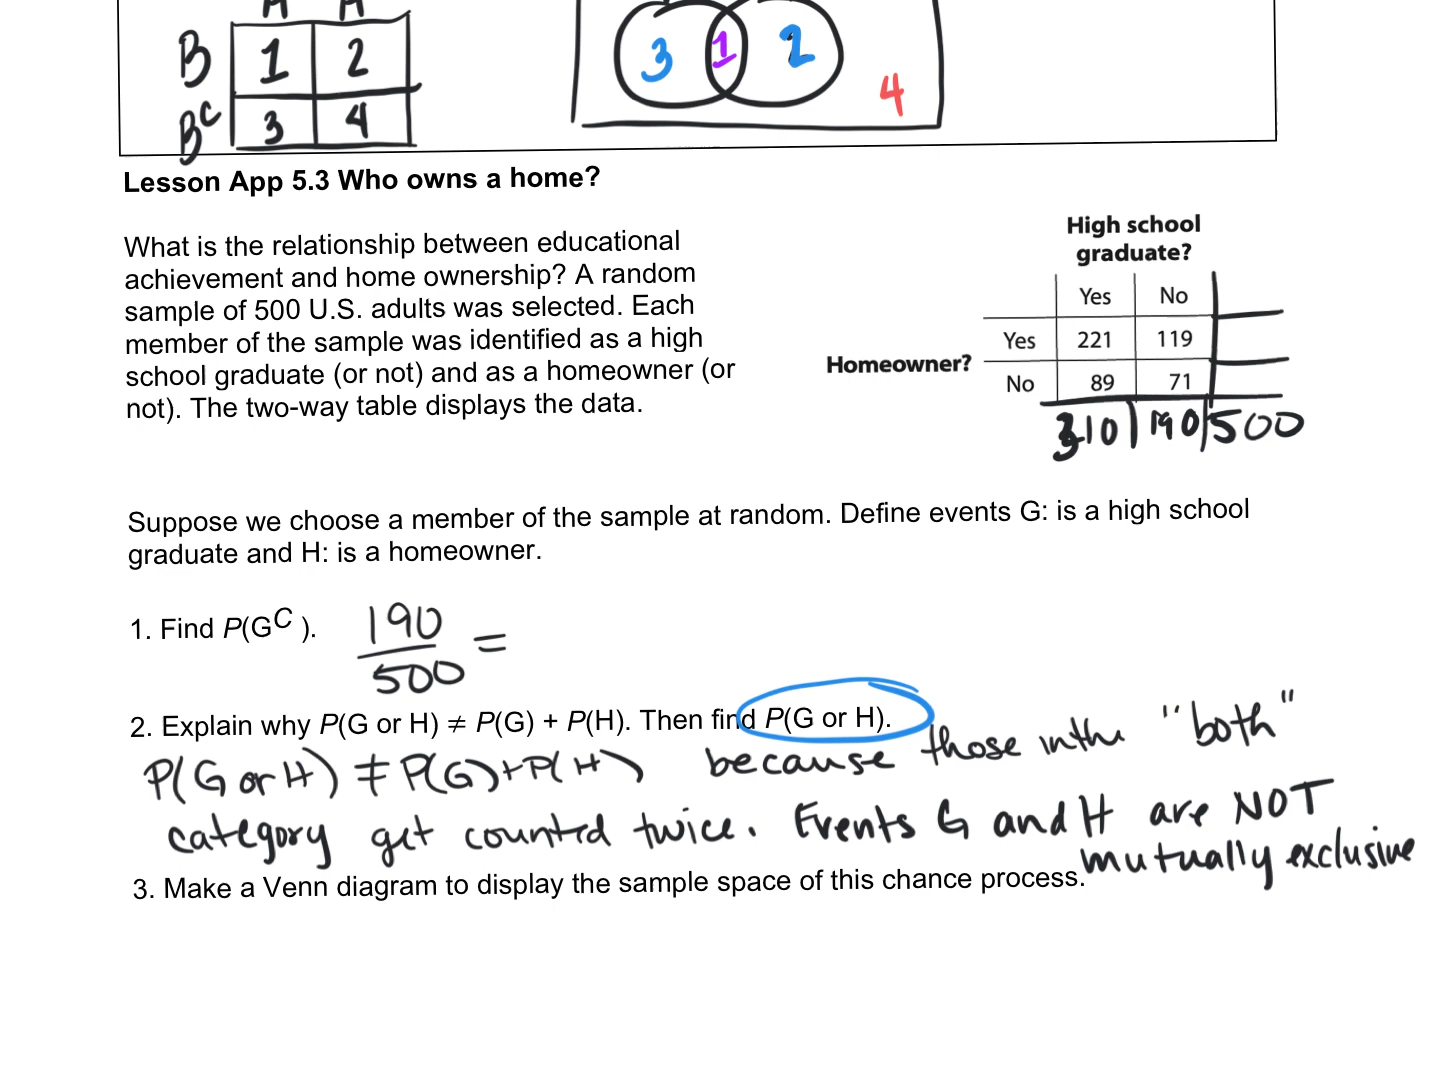 B 1 2
Bᶜ 3 4
3 1 2
4
Lesson App 5.3 Who owns a home?
What is the relationship between educational
achievement and home ownership? A random
sample of 500 U.S. adults was selected. Each
member of the sample was identified as a high
school graduate (or not) and as a homeowner (or
not). The two-way table displays the data.
High school
graduate?
Yes No
Homeowner?
Yes 221 119
No 89 71
310 190 500
Suppose we choose a member of the sample at random. Define events G: is a high school
graduate and H: is a homeowner.
1. Find P(Gᶜ ). 190/500 =
2. Explain why P(G or H) ≠ P(G) + P(H). Then find P(G or H).
P(G or H) ≠ P(G)+P(H) because those in the "both"
category get countd twice. Events G and H are NOT
mutually exclusive
3. Make a Venn diagram to display the sample space of this chance process.